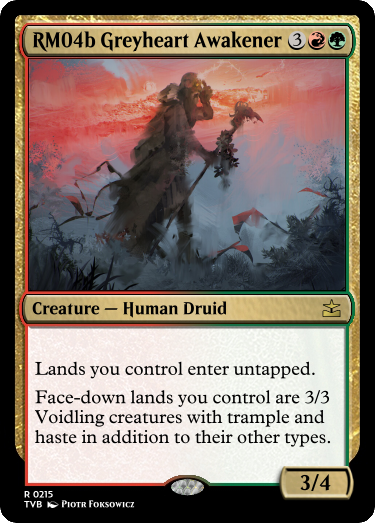 RM04b Greyheart Awakener 3
Creature — Human Druid
Lands you control enter untapped.
Face-down lands you control are 3/3
Voidling creatures with trample and
haste in addition to their other types.
3/4
R 0215
TVB Piotr Foksowicz